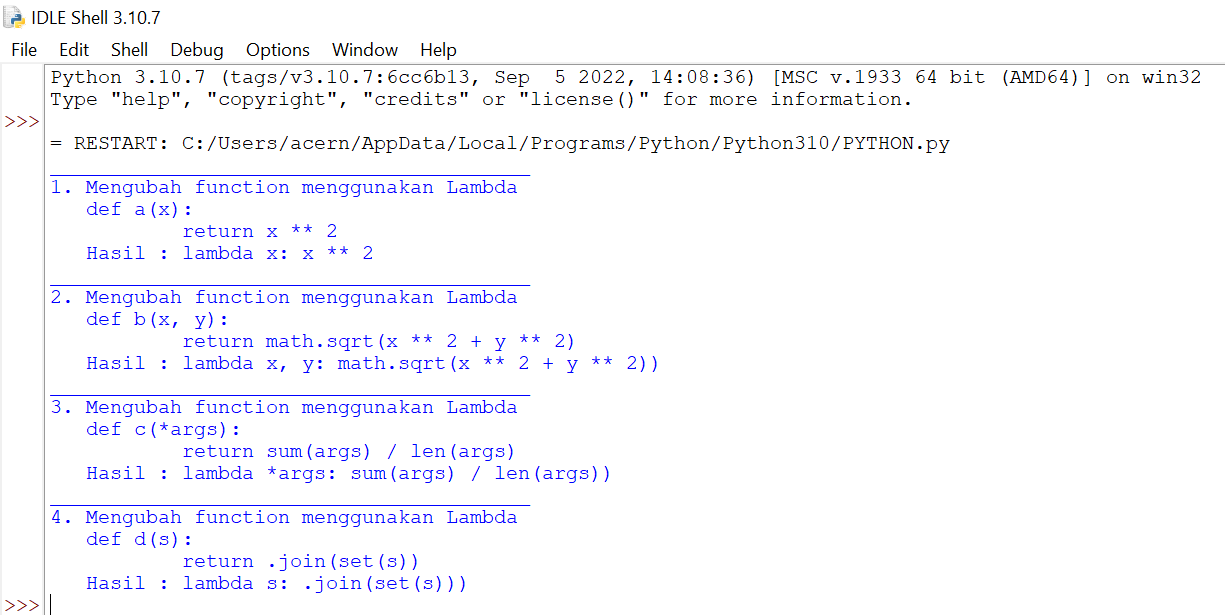 IDLE Shell 3.10.7
File Edit Shell Debug Options Window Help
Python 3.10.7 (tags/v3.10.7:6cc6b13, Sep  5 2022, 14:08:36) [MSC v.1933 64 bit (AMD64)] on win32
Type "help", "copyright", "credits" or "license()" for more information.
>>>
= RESTART: C:/Users/acern/AppData/Local/Programs/Python/Python310/PYTHON.py
________________________________________
1. Mengubah function menggunakan Lambda
   def a(x):
           return x ** 2
   Hasil : lambda x: x ** 2
________________________________________
2. Mengubah function menggunakan Lambda
   def b(x, y):
           return math.sqrt(x ** 2 + y ** 2)
   Hasil : lambda x, y: math.sqrt(x ** 2 + y ** 2))
________________________________________
3. Mengubah function menggunakan Lambda
   def c(*args):
           return sum(args) / len(args)
   Hasil : lambda *args: sum(args) / len(args))
________________________________________
4. Mengubah function menggunakan Lambda
   def d(s):
           return .join(set(s))
   Hasil : lambda s: .join(set(s)))
>>>